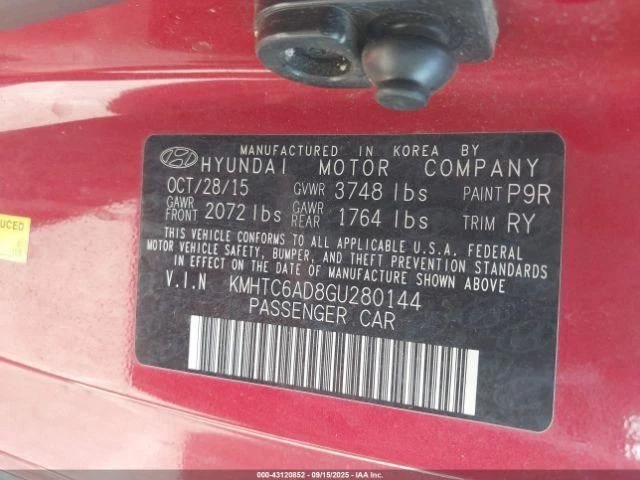 MANUFACTURED IN KOREA BY
HYUNDAI MOTOR COMPANY
OCT/28/15 GVWR 3748 lbs PAINT P9R
GAWR FRONT 2072 lbs GAWR REAR 1764 lbs TRIM RY
THIS VEHICLE CONFORMS TO ALL APPLICABLE U.S.A. FEDERAL
MOTOR VEHICLE SAFETY, BUMPER, AND THEFT PREVENTION STANDARDS
IN EFFECT ON THE DATE OF MANUFACTURE SHOWN ABOVE.
V.I.N KMHTC6AD8GU280144
PASSENGER CAR
UCED
000-43120852 09/15/2025 IAAI.COM